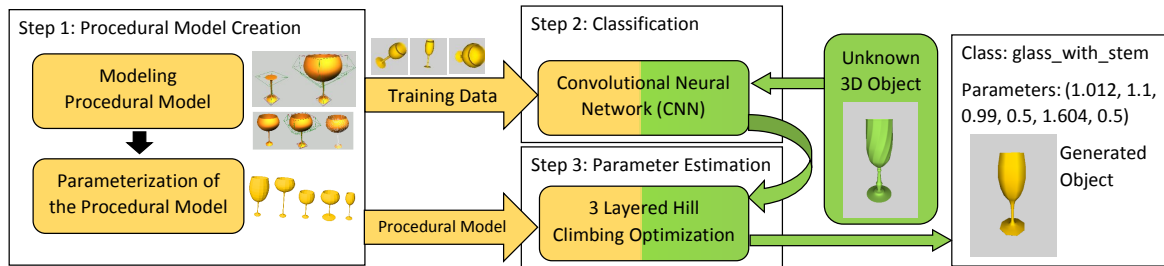 Step 1: Procedural Model Creation
Modeling
Procedural Model
Parameterization of
the Procedural Model
Training Data
Procedural Model
Step 2: Classification
Convolutional Neural
Network (CNN)
Step 3: Parameter Estimation
3 Layered Hill
Climbing Optimization
Unknown
3D Object
Class: glass_with_stem
Parameters: (1.012, 1.1,
0.99, 0.5, 1.604, 0.5)
Generated
Object